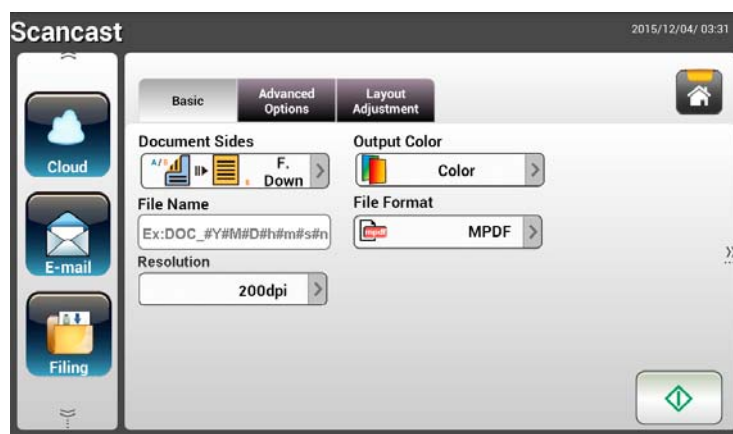 Scancast
2015/12/04/ 03:31
Basic
Advanced
Options
Layout
Adjustment
Document Sides
Output Color
A/B
F.
Down
Color
File Name
File Format
Ex:DOC_#Y#M#D#h#m#s#n
mpdf
MPDF
Resolution
200dpi
Cloud
E-mail
Filing